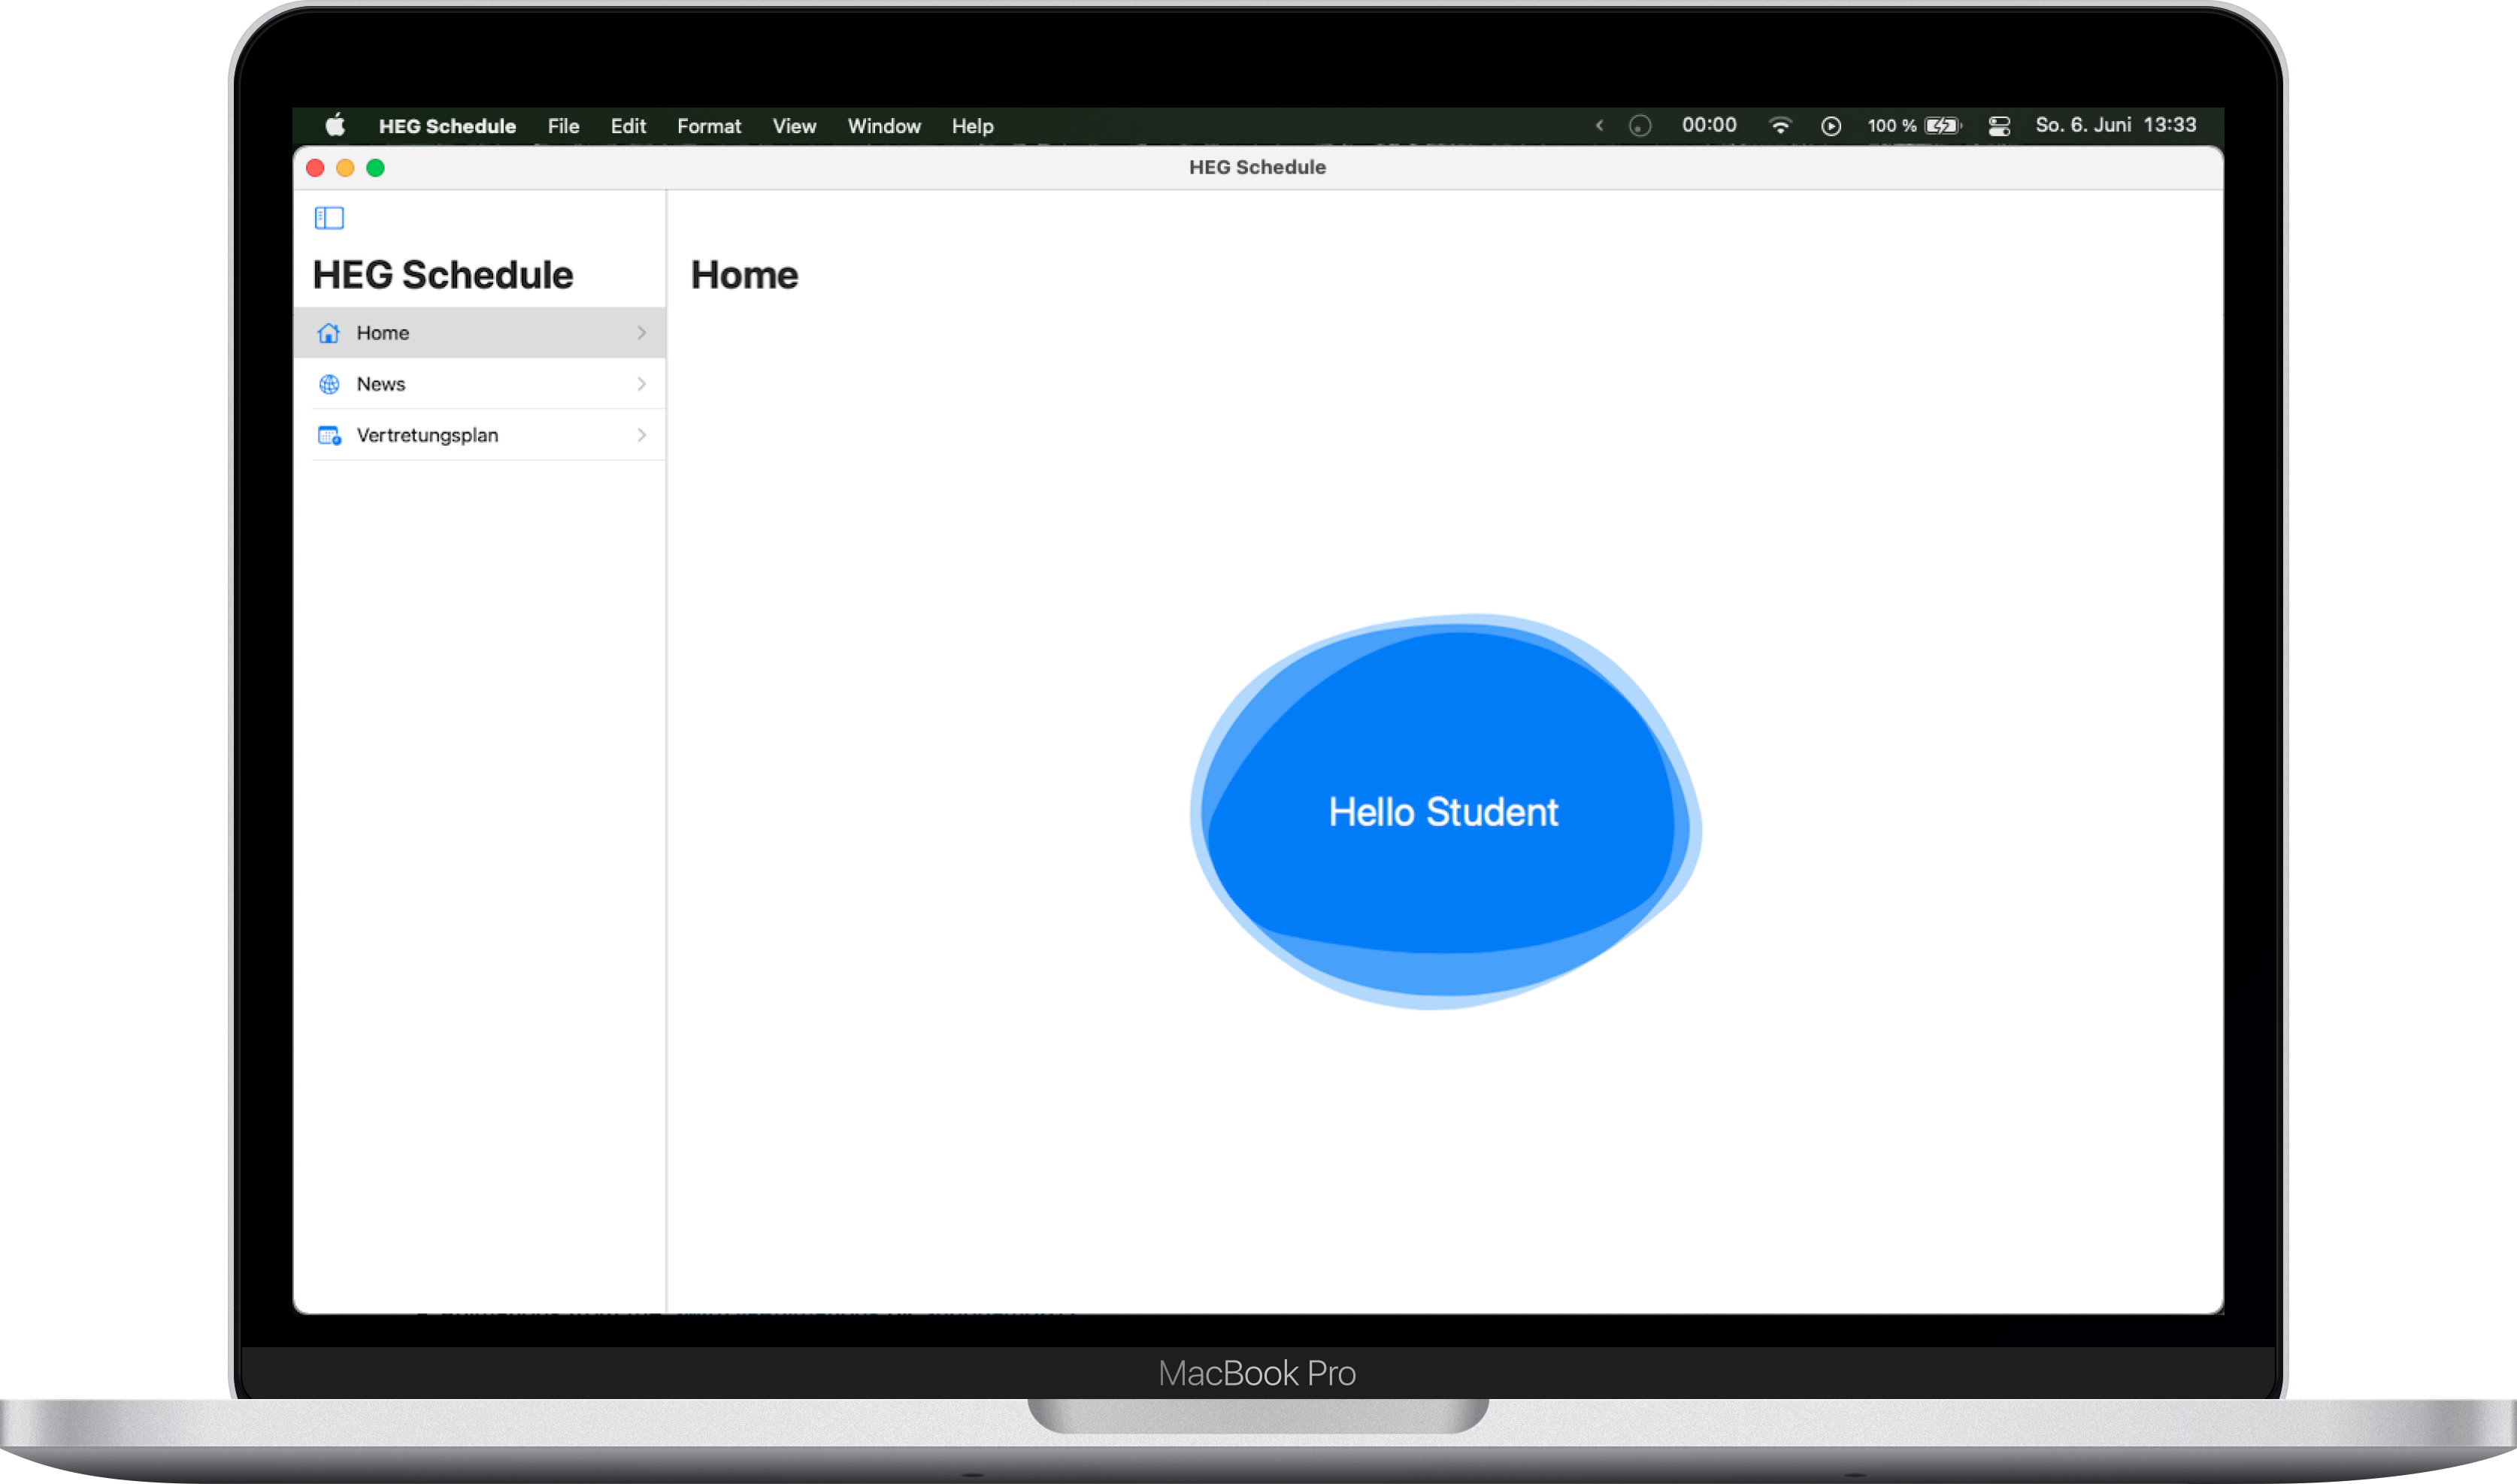 HEG Schedule File Edit Format View Window Help 00:00 100 % So. 6. Juni 13:33
HEG Schedule
HEG Schedule
Home
News
Vertretungsplan
Home
Hello Student
MacBook Pro